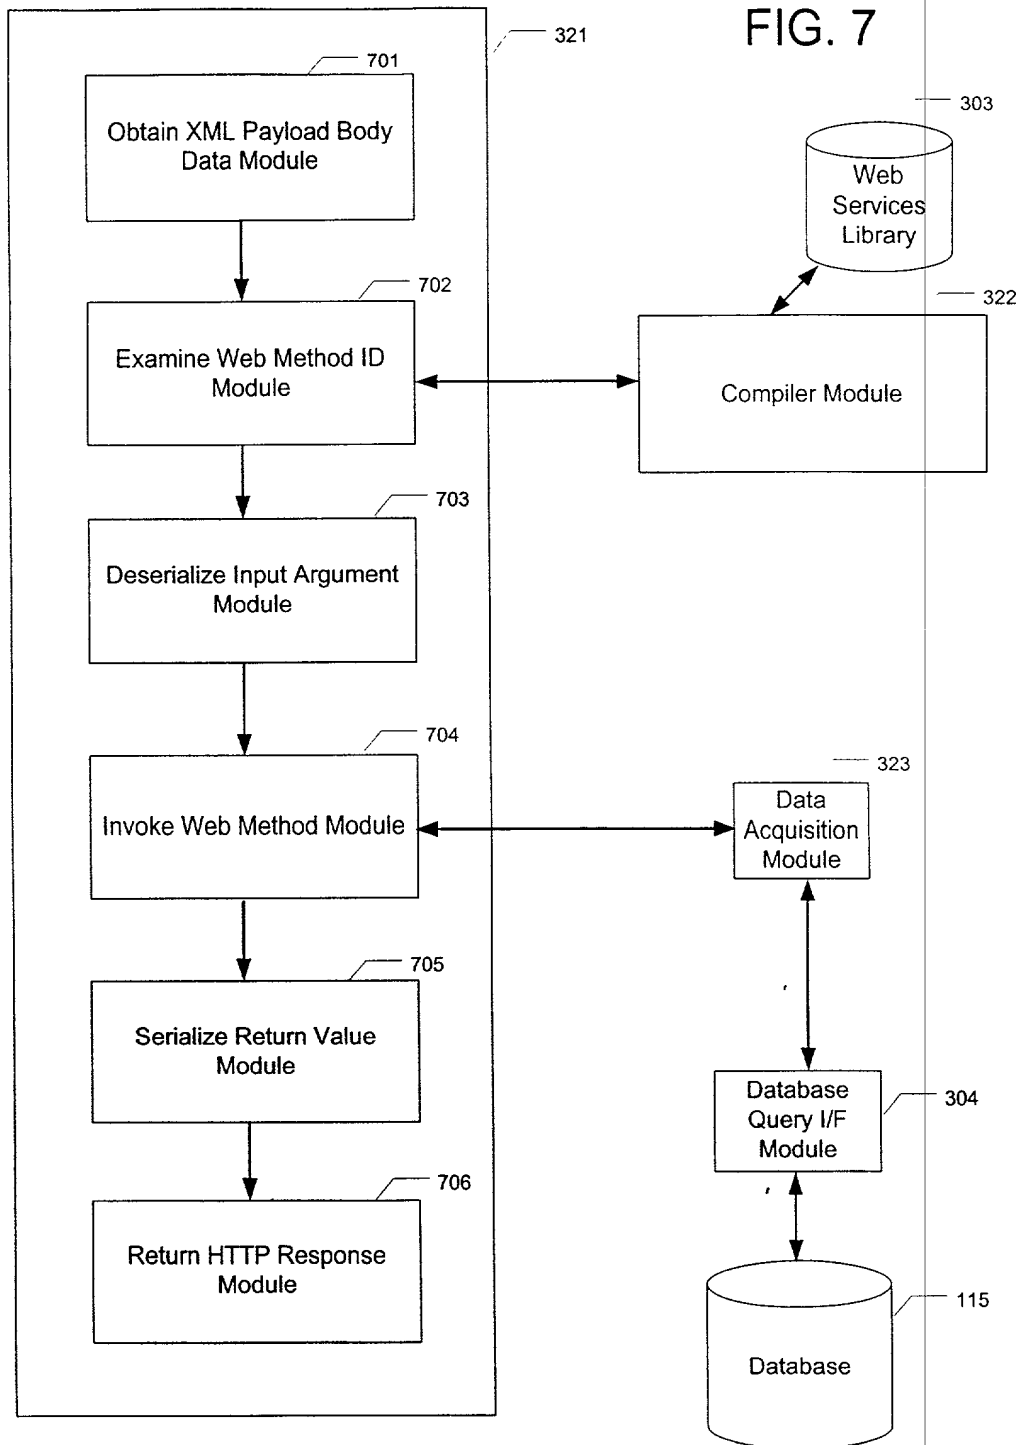 FIG. 7
321
701
Obtain XML Payload Body
Data Module
303
Web
Services
Library
702
322
Examine Web Method ID
Module
Compiler Module
703
Deserialize Input Argument
Module
704
323
Invoke Web Method Module
Data
Acquisition
Module
705
Serialize Return Value
Module
Database
Query I/F
Module
304
706
Return HTTP Response
Module
115
Database